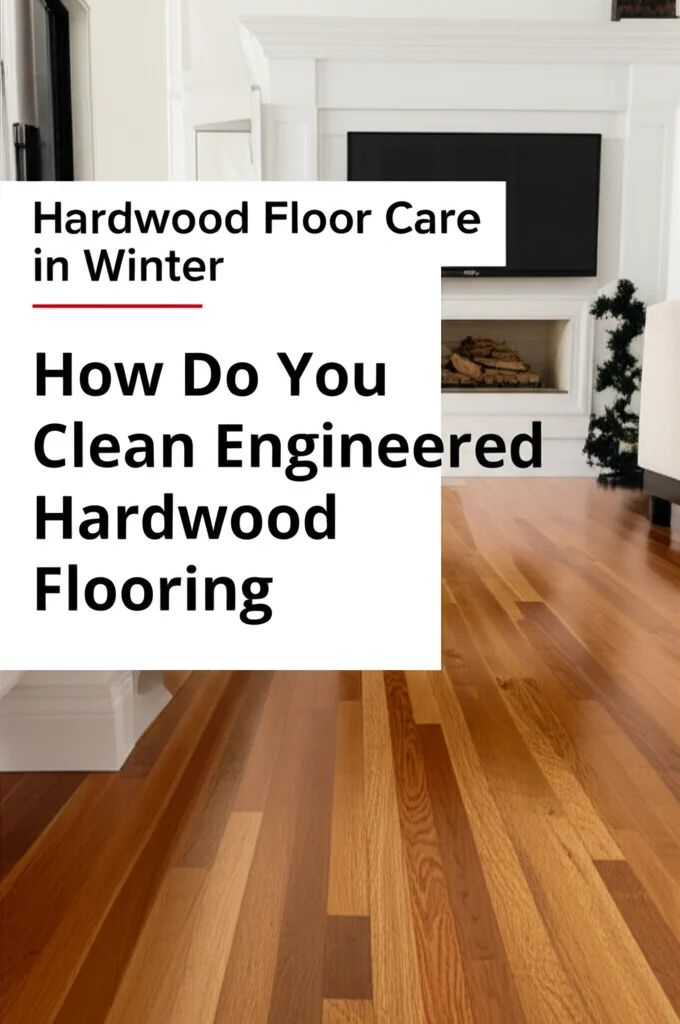 Hardwood Floor Care
in Winter
How Do You
Clean Engineered
Hardwood
Flooring